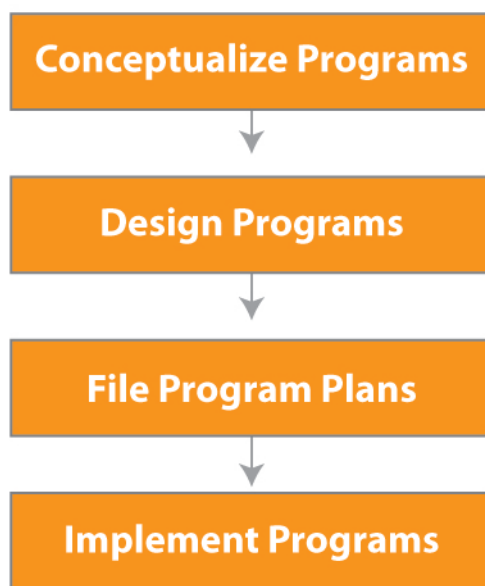 Conceptualize Programs
Design Programs
File Program Plans
Implement Programs